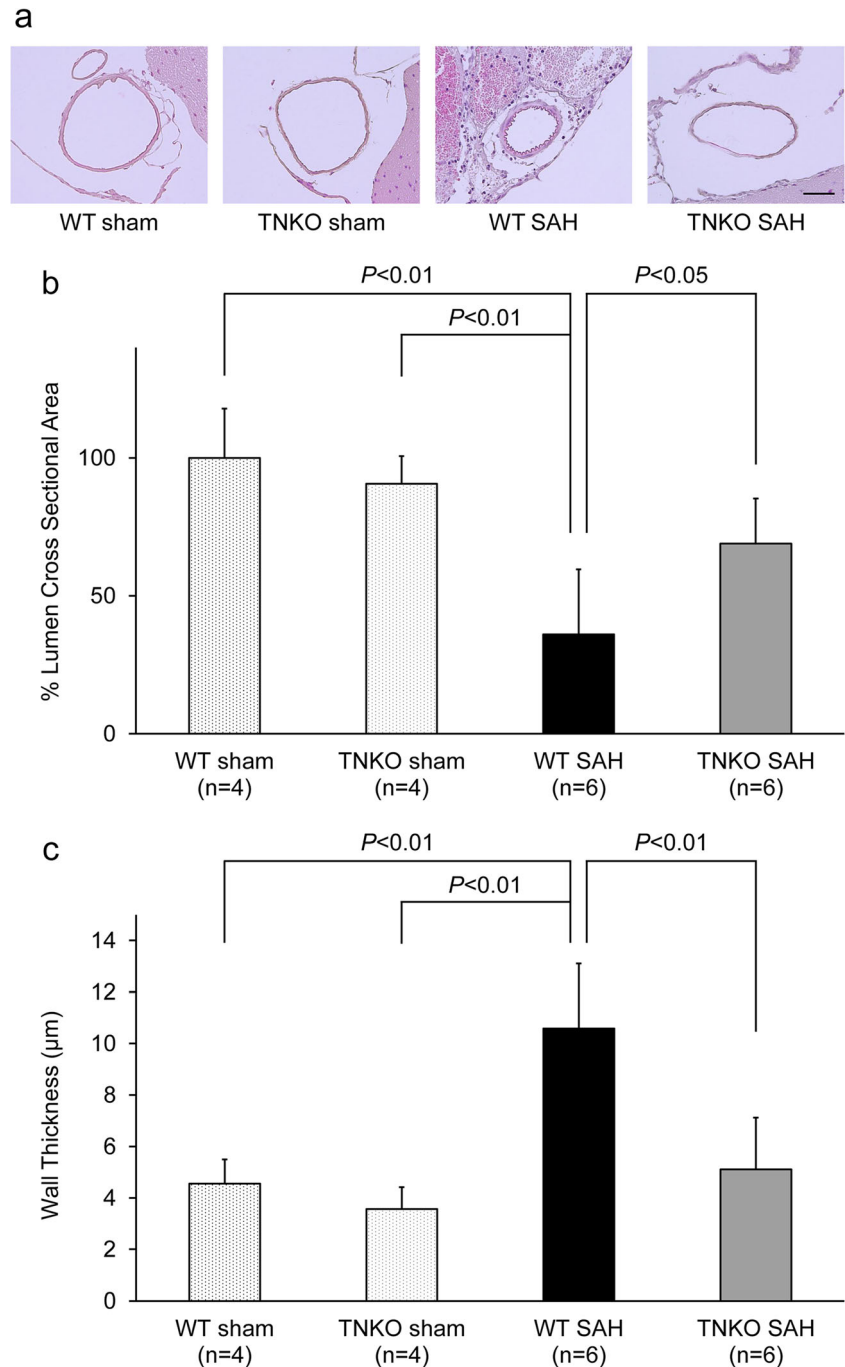 a
WT sham
TNKO sham
WT SAH
TNKO SAH
b
P<0.01
P<0.05
P<0.01
% Lumen Cross Sectional Area
100
50
0
WT sham
(n=4)
TNKO sham
(n=4)
WT SAH
(n=6)
TNKO SAH
(n=6)
c
P<0.01
P<0.01
P<0.01
Wall Thickness (µm)
14
12
10
8
6
4
2
0
WT sham
(n=4)
TNKO sham
(n=4)
WT SAH
(n=6)
TNKO SAH
(n=6)